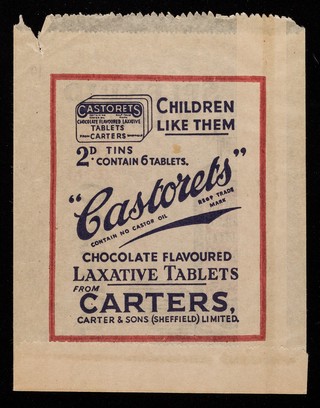 CASTORETS
CHOCOLATE FLAVOURED LAXATIVE
TABLETS
FROM CARTERS
CHILDREN
LIKE THEM
2D TINS
CONTAIN 6 TABLETS.
"Castorets"
CONTAIN NO CASTOR OIL
REGD TRADE
MARK
CHOCOLATE FLAVOURED
LAXATIVE TABLETS
FROM
CARTERS,
CARTER & SONS (SHEFFIELD) LIMITED.